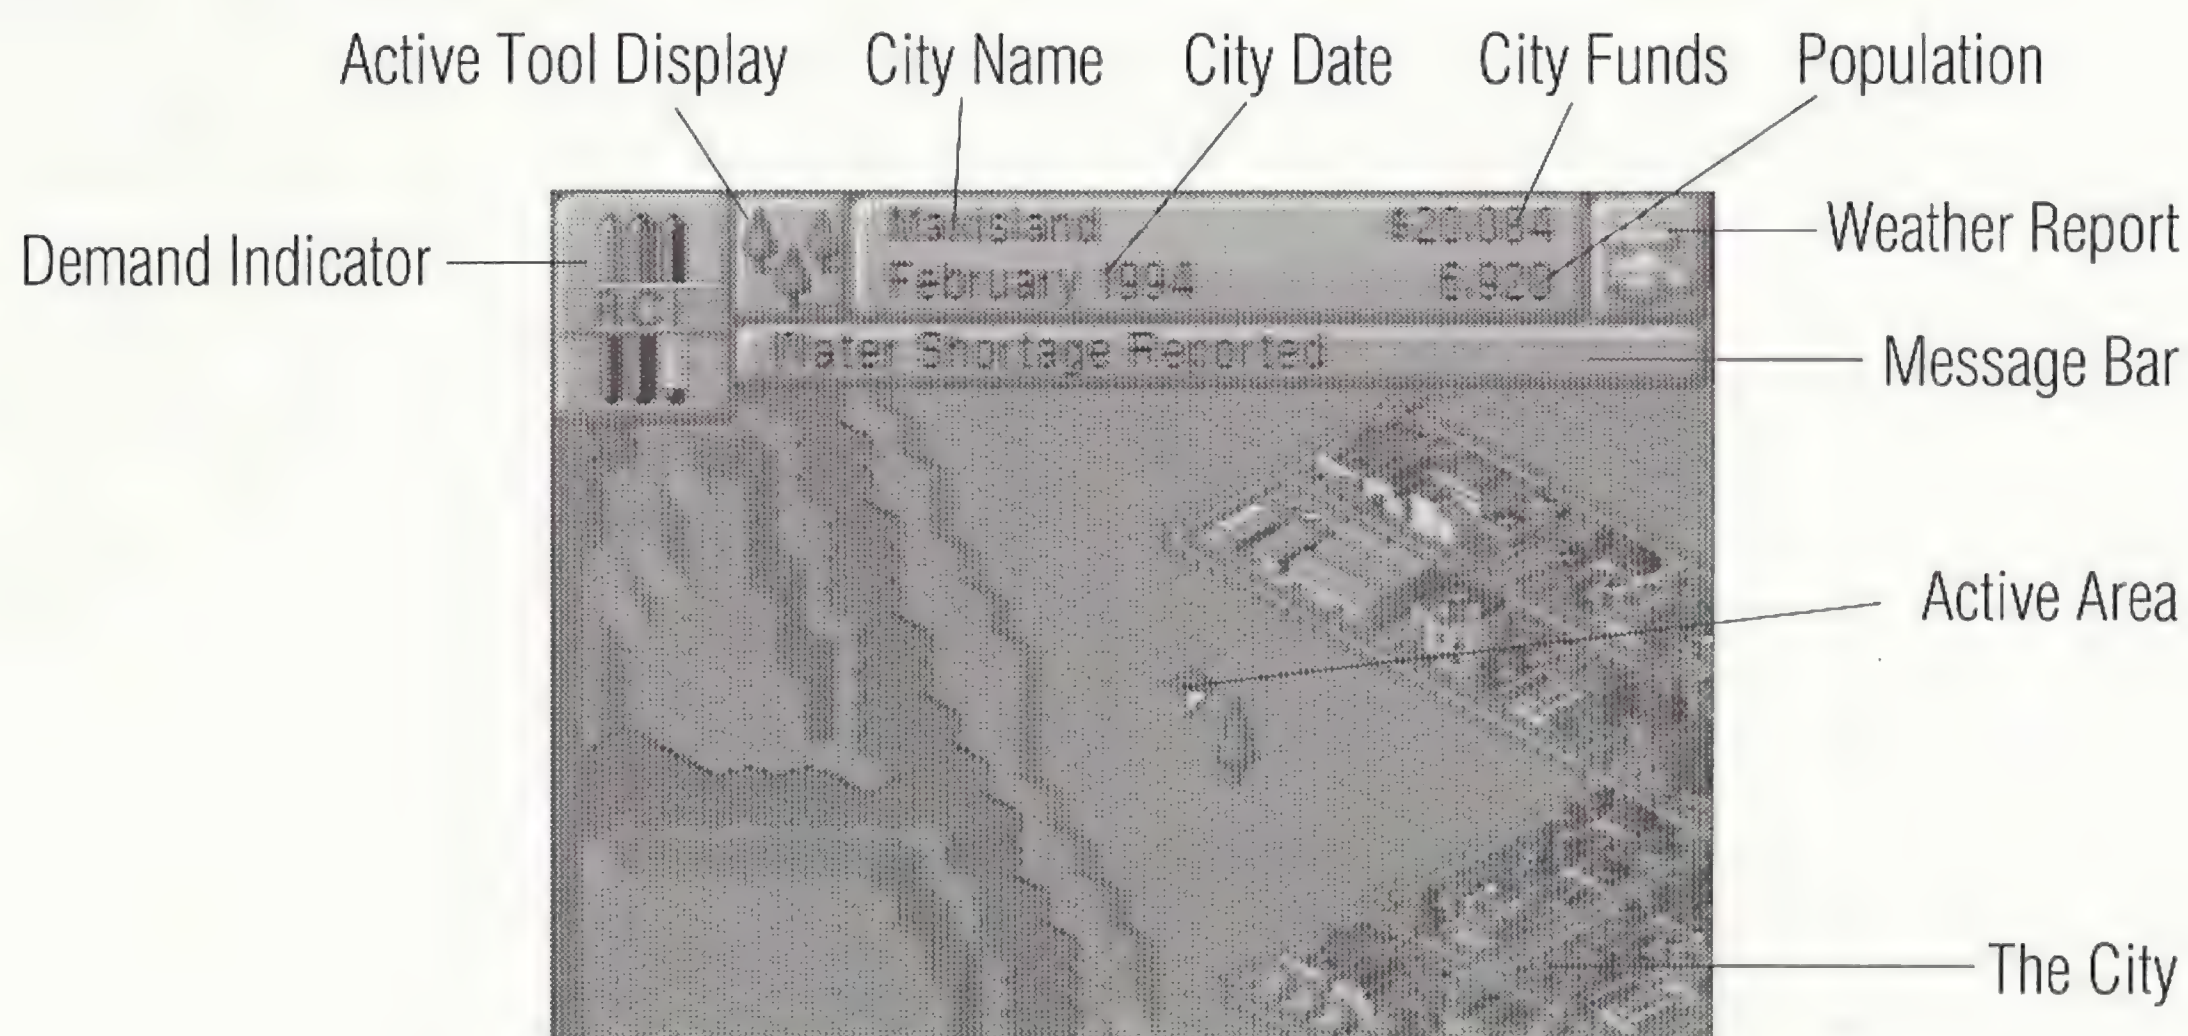 Active Tool Display City Name City Date City Funds Population
Weather Report
Demand Indicator
February 1994
RCI
Water Shortage Reported
Message Bar
Active Area
The City